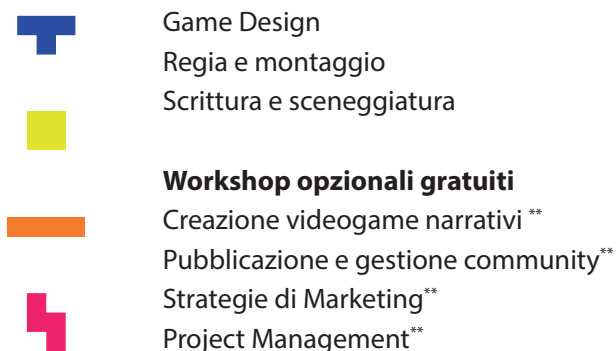 Game Design
Regia e montaggio
Scrittura e sceneggiatura
Workshop opzionali gratuiti
Creazione videogame narrativi **
Pubblicazione e gestione community**
Strategie di Marketing**
Project Management**